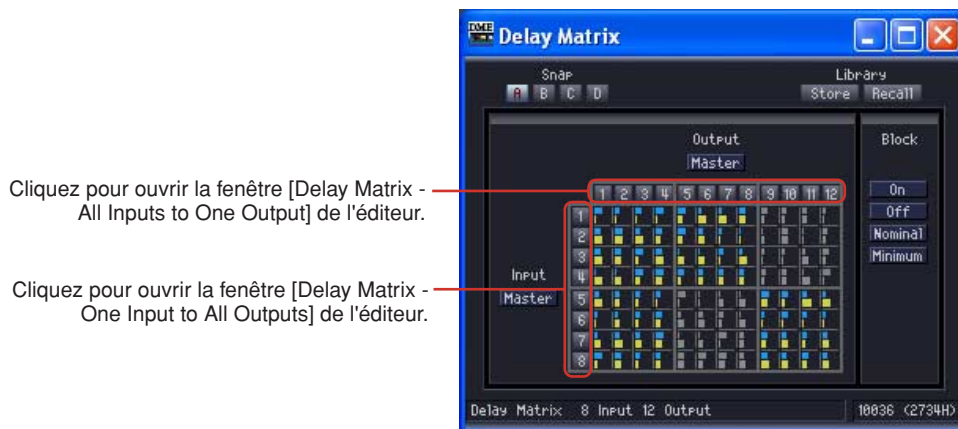 DME
Delay Matrix
Snap
Library
A B C D
Store Recall
Output
Master
Block
1 2 3 4 5 6 7 8 9 10 11 12
On
Off
Nominal
Minimum
1
2
3
4
5
6
7
8
Input
Master
Cliquez pour ouvrir la fenêtre [Delay Matrix -
All Inputs to One Output] de l'éditeur.
Cliquez pour ouvrir la fenêtre [Delay Matrix -
One Input to All Outputs] de l'éditeur.
Delay Matrix 8 Input 12 Output
10036 (2734H)